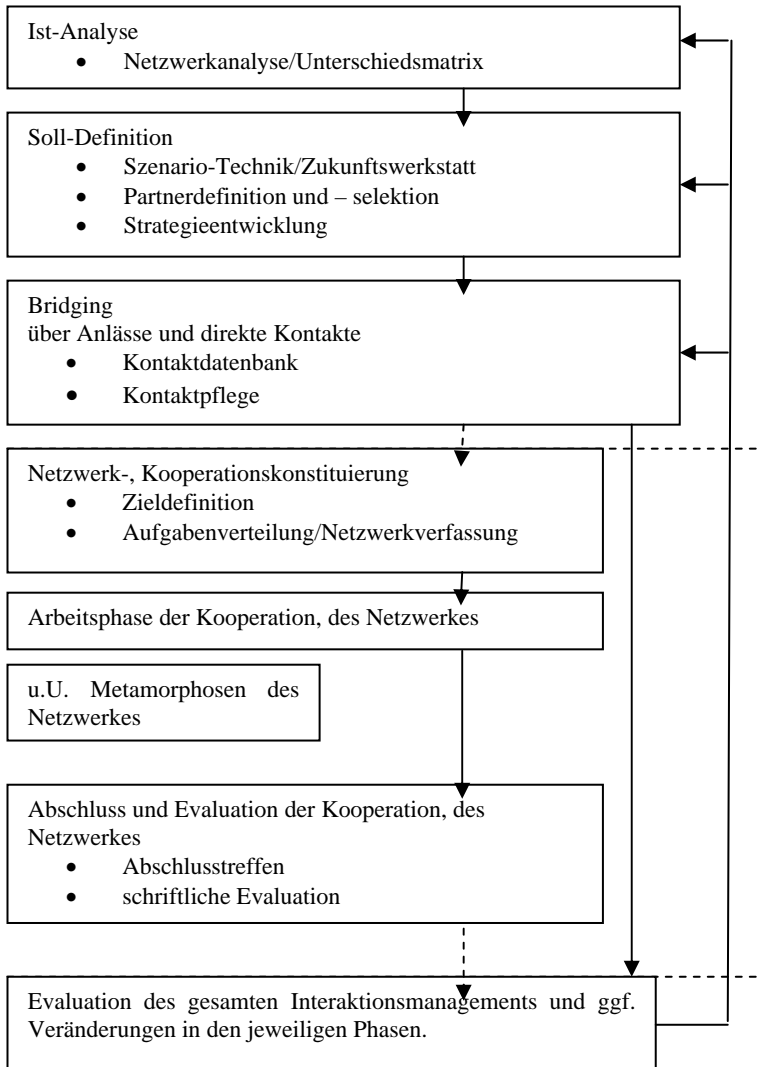 Ist-Analyse
• Netzwerkanalyse/Unterschiedsmatrix
Soll-Definition
• Szenario-Technik/Zukunftswerkstatt
• Partnerdefinition und – selektion
• Strategieentwicklung
Bridging
über Anlässe und direkte Kontakte
• Kontaktdatenbank
• Kontaktpflege
Netzwerk-, Kooperationskonstituierung
• Zieldefinition
• Aufgabenverteilung/Netzwerkverfassung
Arbeitsphase der Kooperation, des Netzwerkes
u.U. Metamorphosen des
Netzwerkes
Abschluss und Evaluation der Kooperation, des
Netzwerkes
• Abschlusstreffen
• schriftliche Evaluation
Evaluation des gesamten Interaktionsmanagements und ggf.
Veränderungen in den jeweiligen Phasen.